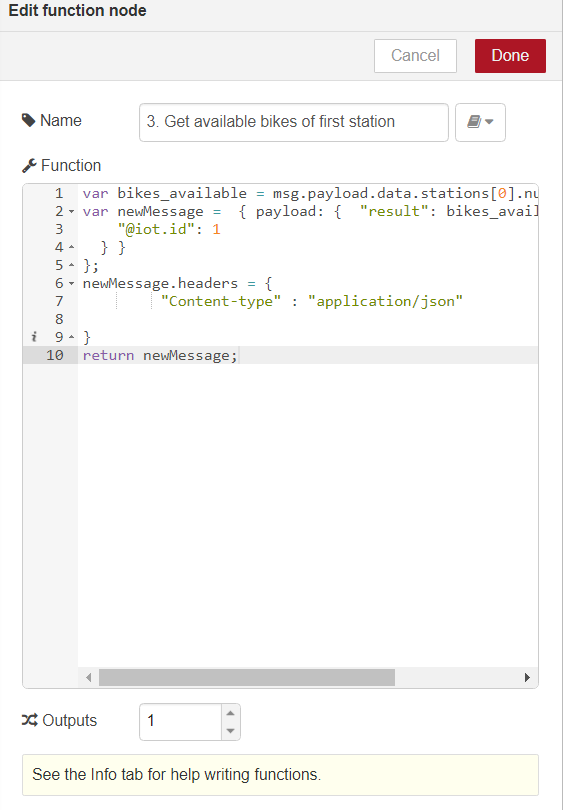 Edit function node
Cancel
Done
Name
3. Get available bikes of first station
Function
1 var bikes_available = msg.payload.data.stations[0].nu
2 var newMessage =  { payload: {  "result": bikes_avail
3     "@iot.id": 1
4   } }
5 };
6 newMessage.headers = {
7          "Content-type" : "application/json"
8
i 9 }
10 return newMessage;
Outputs
1
See the Info tab for help writing functions.